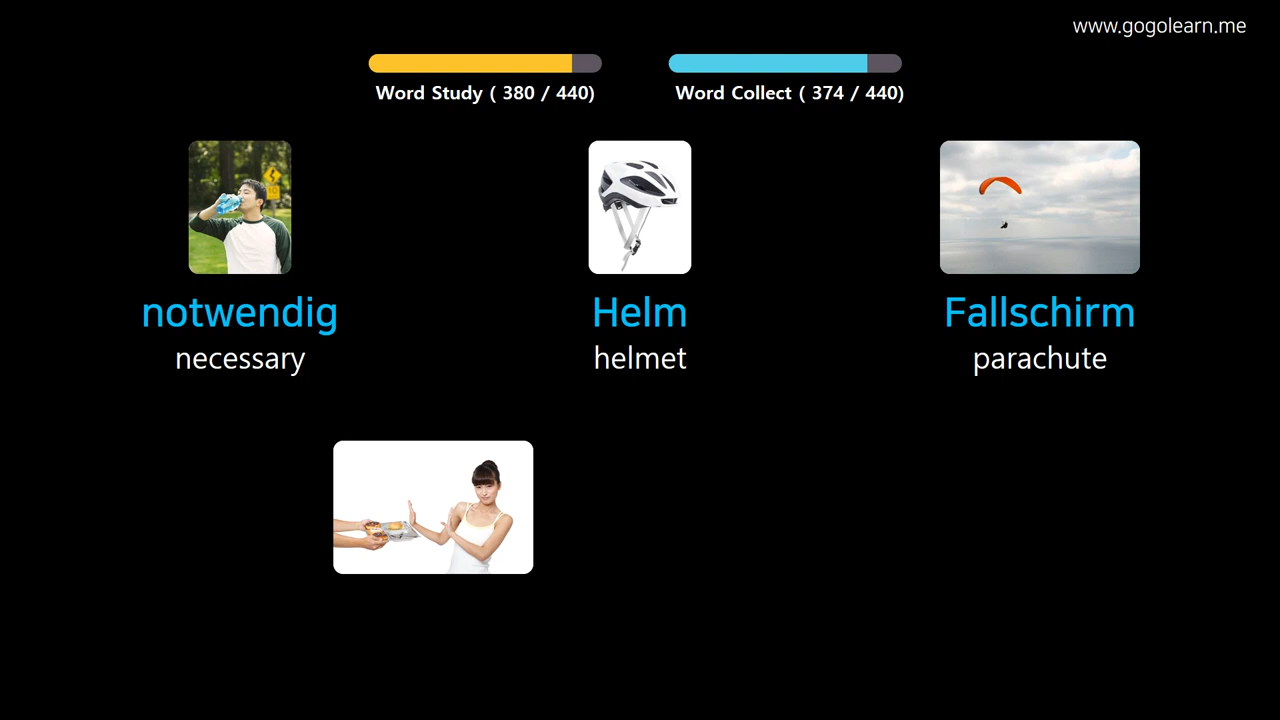 www.gogolearn.me
Word Study ( 380 / 440)
Word Collect ( 374 / 440)
notwendig
necessary
Helm
helmet
Fallschirm
parachute